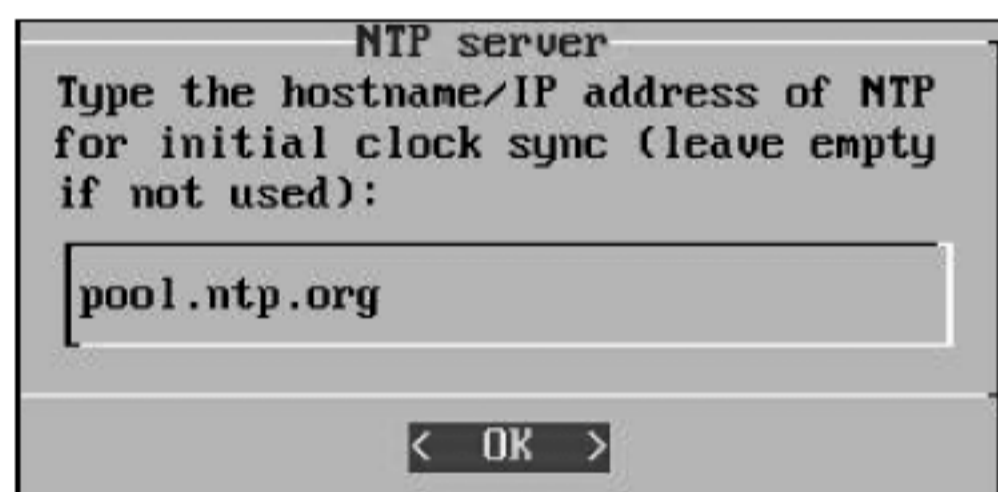 NTP server
Type the hostname/IP address of NTP
for initial clock sync (leave empty
if not used):
pool.ntp.org
< OK >